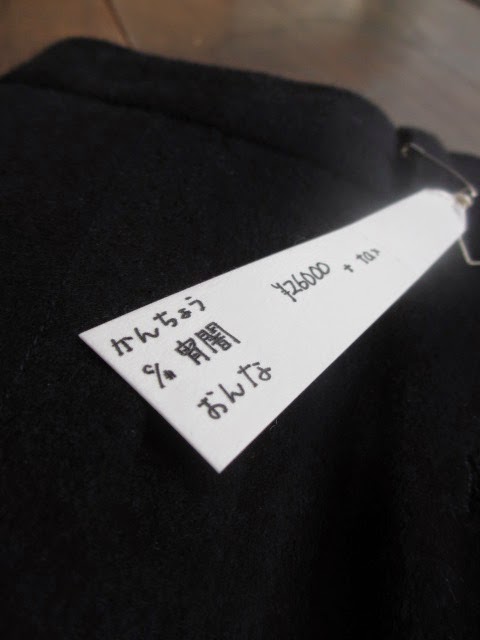 かんちょう
c/# 宵闇
おんな
¥26000 + tax